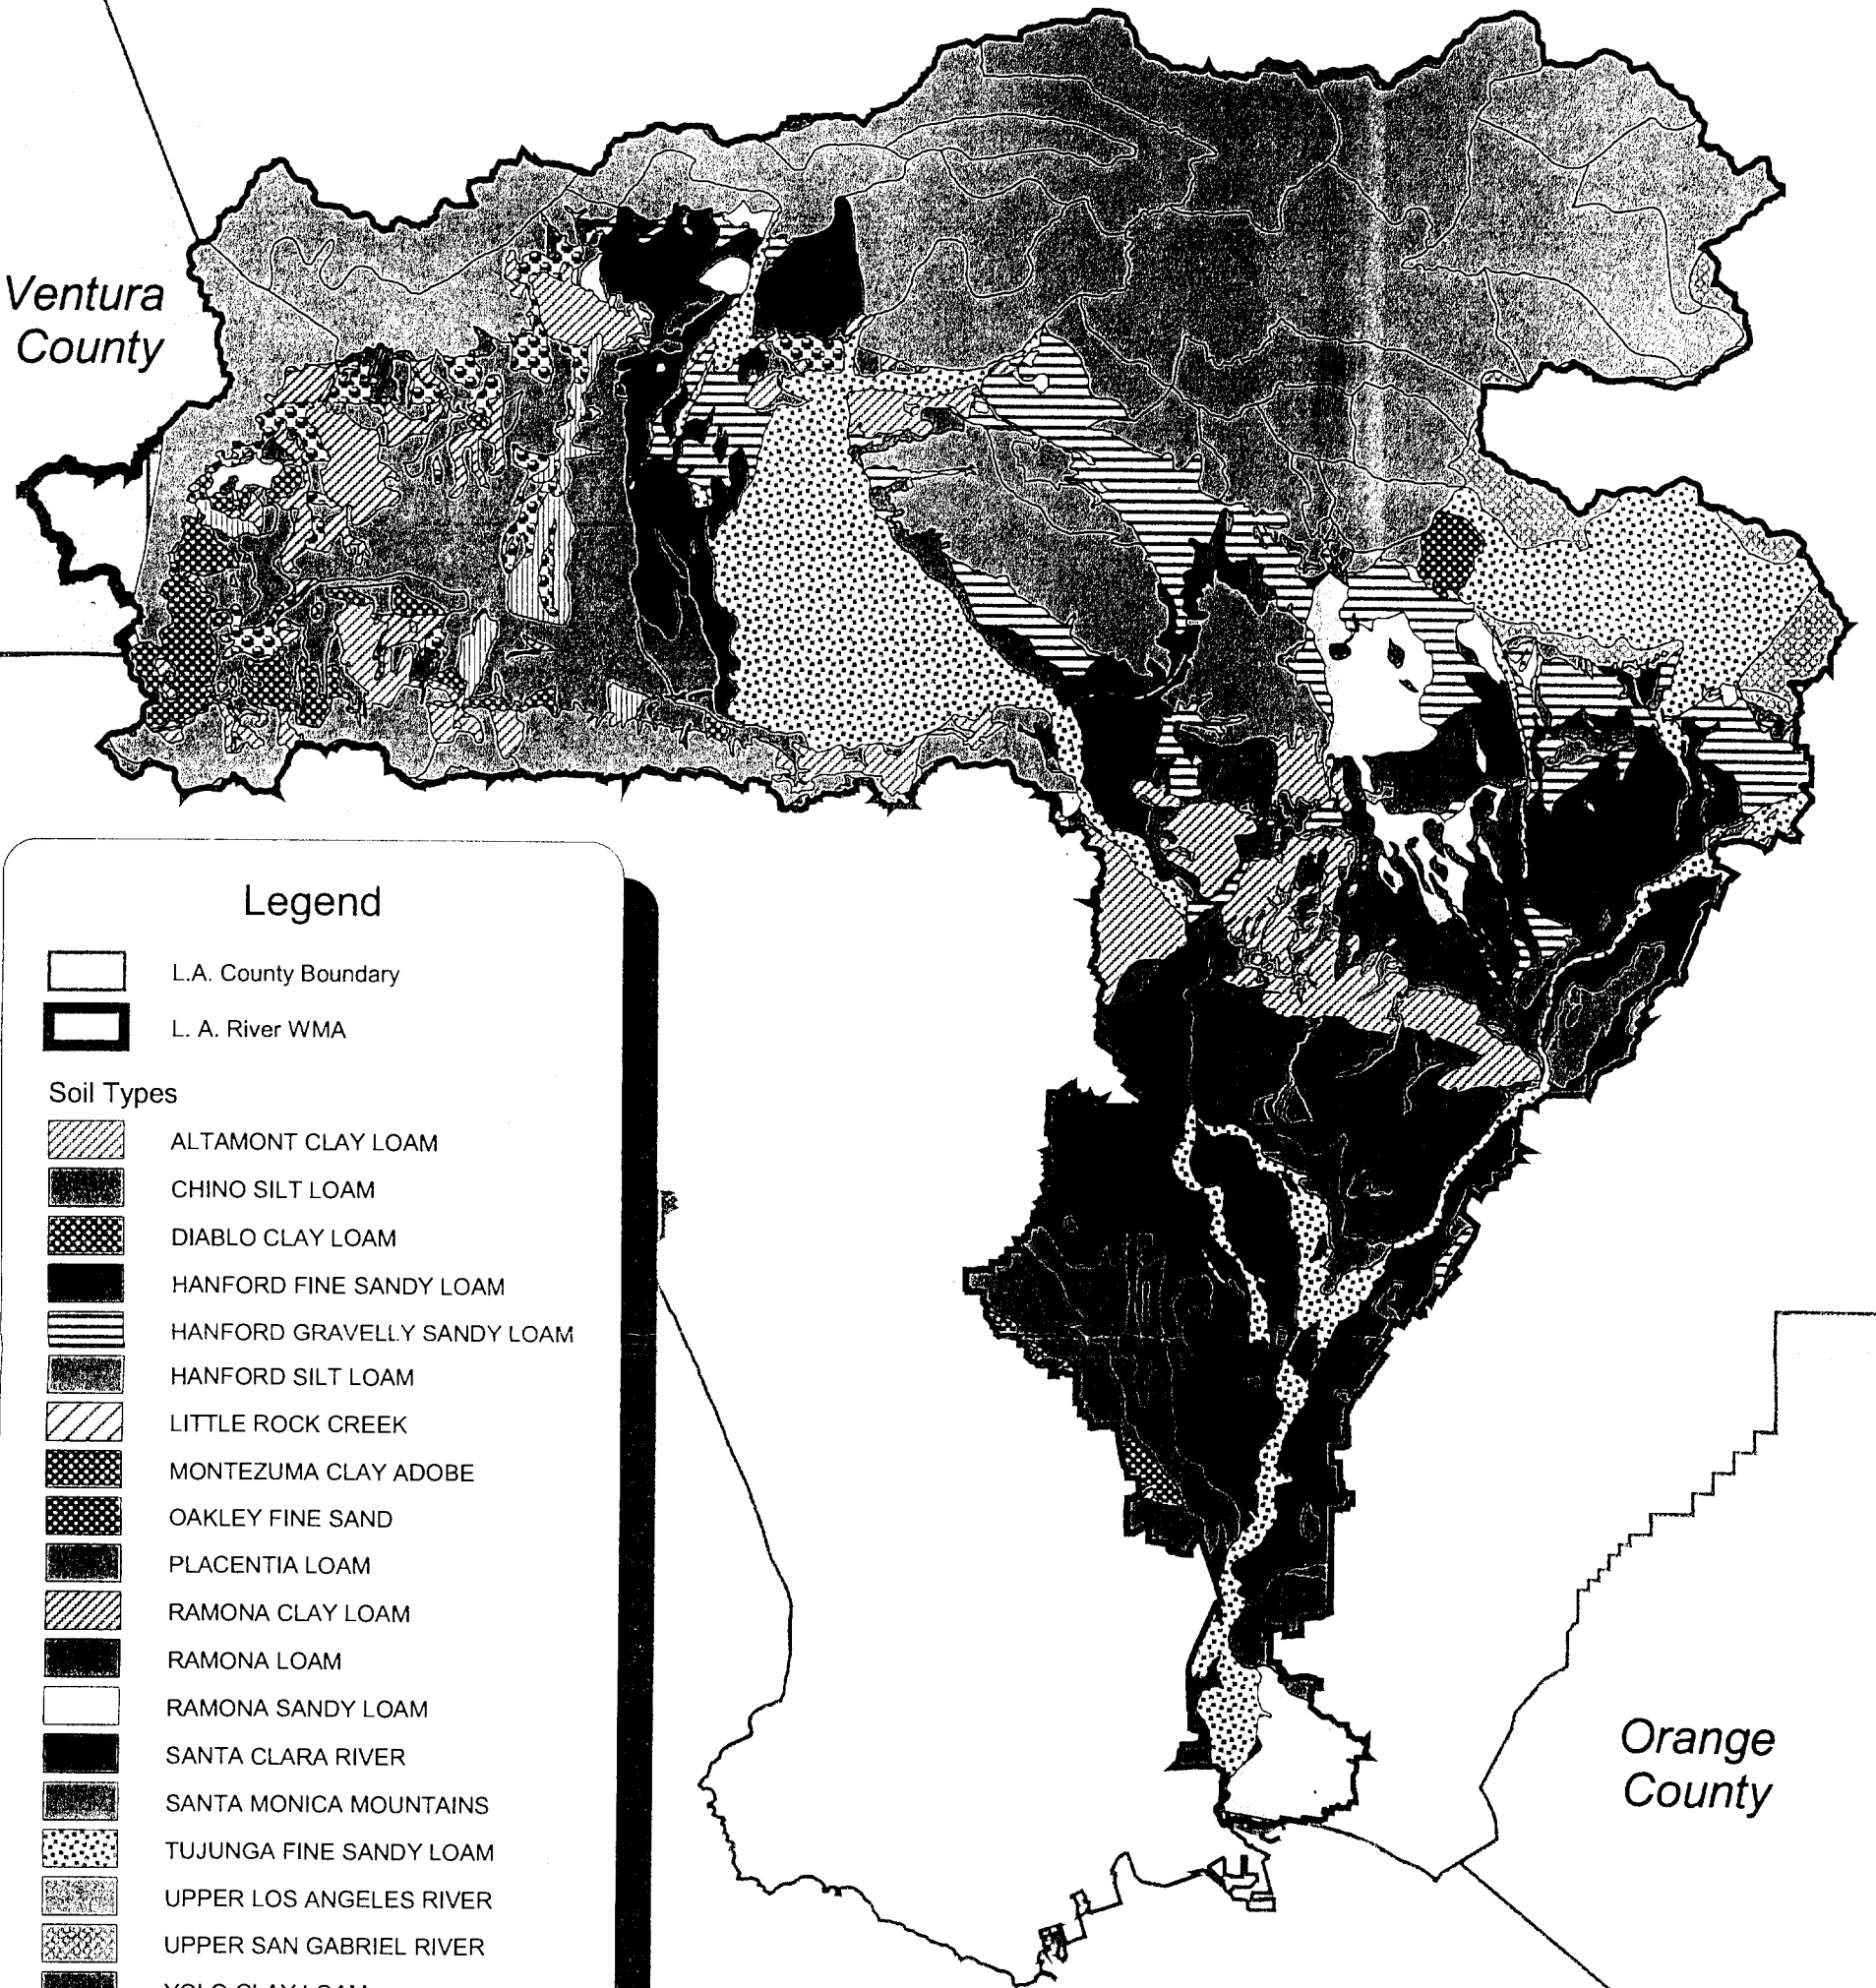 Ventura
County
Legend
L.A. County Boundary
L. A. River WMA
Soil Types
ALTAMONT CLAY LOAM
CHINO SILT LOAM
DIABLO CLAY LOAM
HANFORD FINE SANDY LOAM
HANFORD GRAVELLY SANDY LOAM
HANFORD SILT LOAM
LITTLE ROCK CREEK
MONTEZUMA CLAY ADOBE
OAKLEY FINE SAND
PLACENTIA LOAM
RAMONA CLAY LOAM
RAMONA LOAM
RAMONA SANDY LOAM
SANTA CLARA RIVER
SANTA MONICA MOUNTAINS
TUJUNGA FINE SANDY LOAM
UPPER LOS ANGELES RIVER
UPPER SAN GABRIEL RIVER
YOLO CLAY LOAM
Orange
County